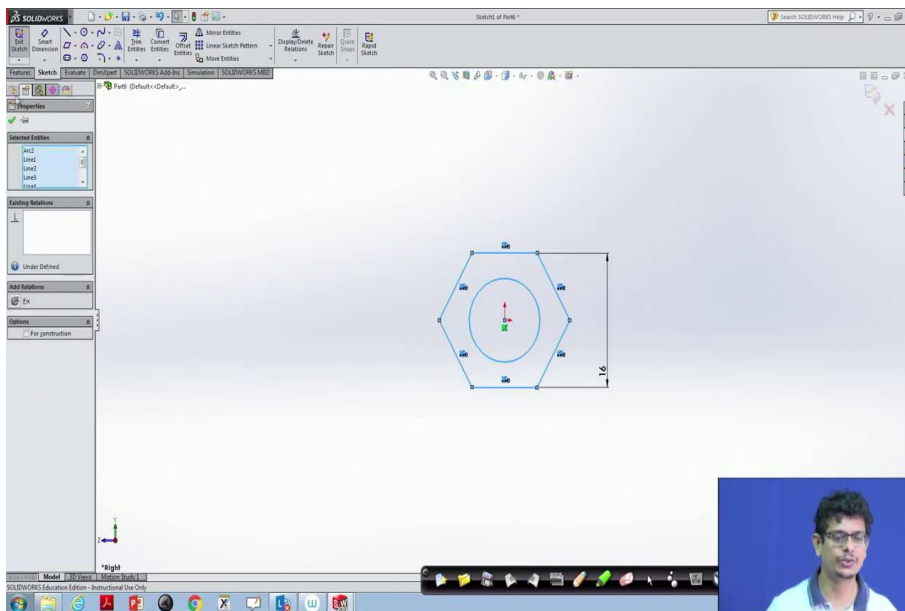 SOLIDWORKS
Sketch1 of Part6 *
Search SOLIDWORKS Help
Exit Sketch
Smart Dimension
Trim Entities
Convert Entities
Offset Entities
Mirror Entities
Linear Sketch Pattern
Move Entities
Display/Delete Relations
Repair Sketch
Quick Snaps
Rapid Sketch
Features Sketch Evaluate DimXpert SOLIDWORKS Add-Ins Simulation SOLIDWORKS MBD
Part6 (Default<<Default>_...
Properties ?
Selected Entities
Arc2
Line1
Line2
Line3
Line4
Existing Relations
Under Defined
Add Relations
Fix
Options
For construction
16
Y
Z
*Right
Model 3D Views Motion Study 1
SOLIDWORKS Education Edition - Instructional Use Only